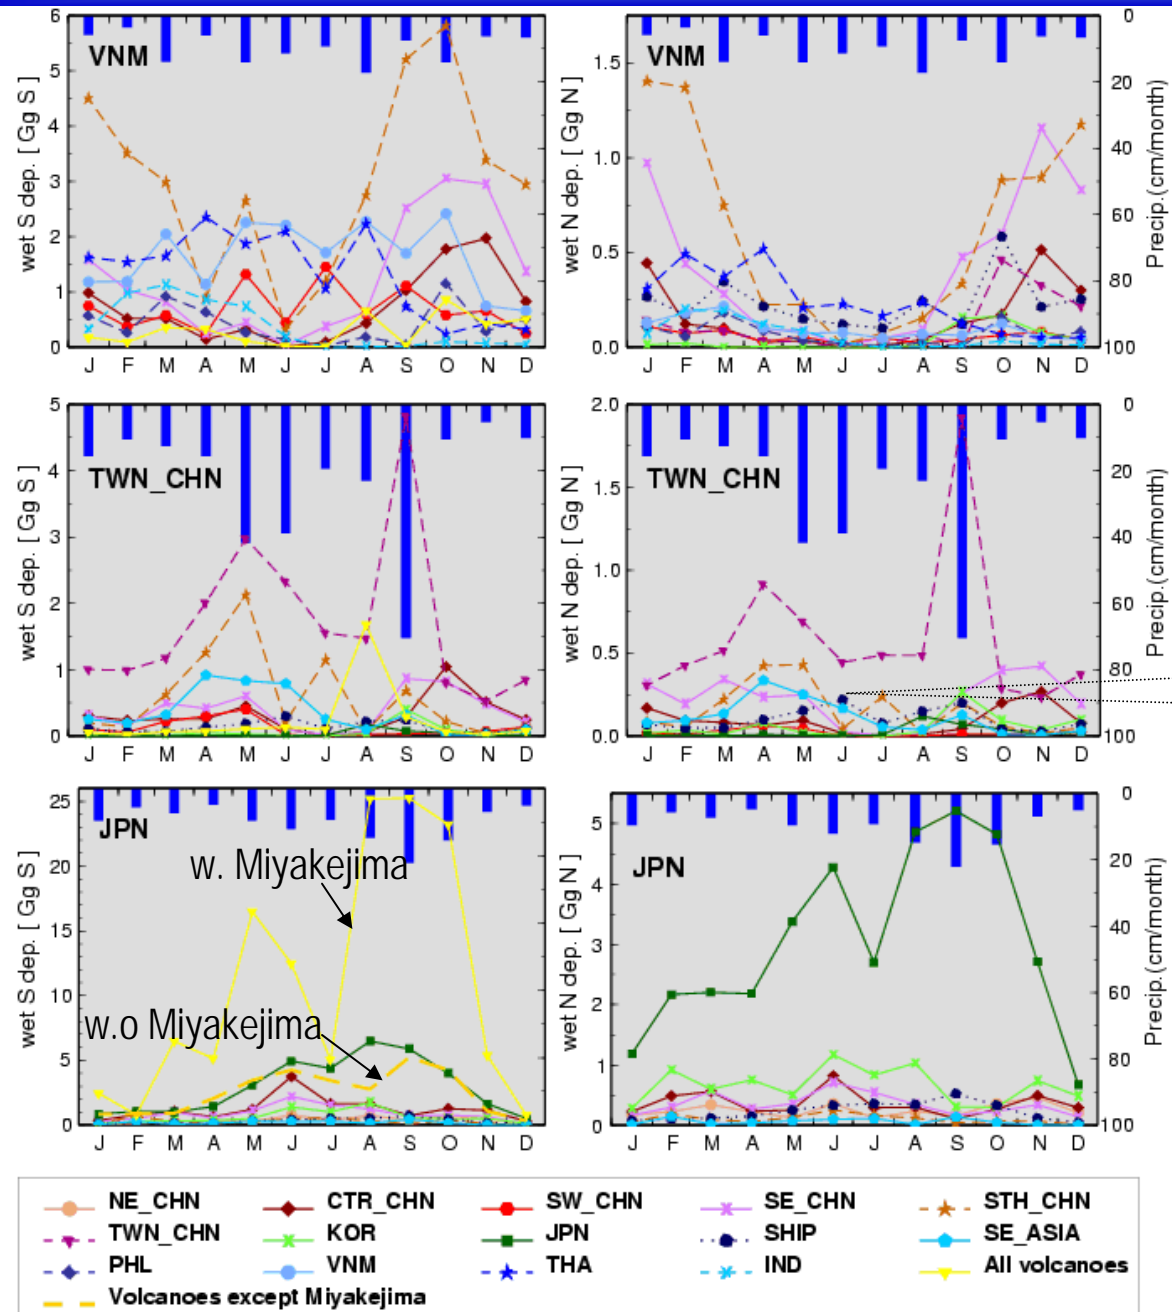 VNM
wet S dep. [ Gg S ]
6
5
4
3
2
1
0
J F M A M J J A S O N D
VNM
wet N dep. [ Gg N ]
1.5
1.0
0.5
0.0
J F M A M J J A S O N D
0
20
40
60
80
100
Precip.(cm/month)
TWN_CHN
wet S dep. [ Gg S ]
5
4
3
2
1
0
J F M A M J J A S O N D
TWN_CHN
wet N dep. [ Gg N ]
2.0
1.5
1.0
0.5
0.0
J F M A M J J A S O N D
0
20
40
60
80
100
Precip.(cm/month)
JPN
w. Miyakejima
w.o Miyakejima
wet S dep. [ Gg S ]
25
20
15
10
5
0
J F M A M J J A S O N D
JPN
wet N dep. [ Gg N ]
5
4
3
2
1
0
J F M A M J J A S O N D
0
20
40
60
80
100
Precip.(cm/month)
NE_CHN CTR_CHN SW_CHN SE_CHN STH_CHN
TWN_CHN KOR JPN SHIP SE_ASIA
PHL VNM THA IND All volcanoes
Volcanoes except Miyakejima